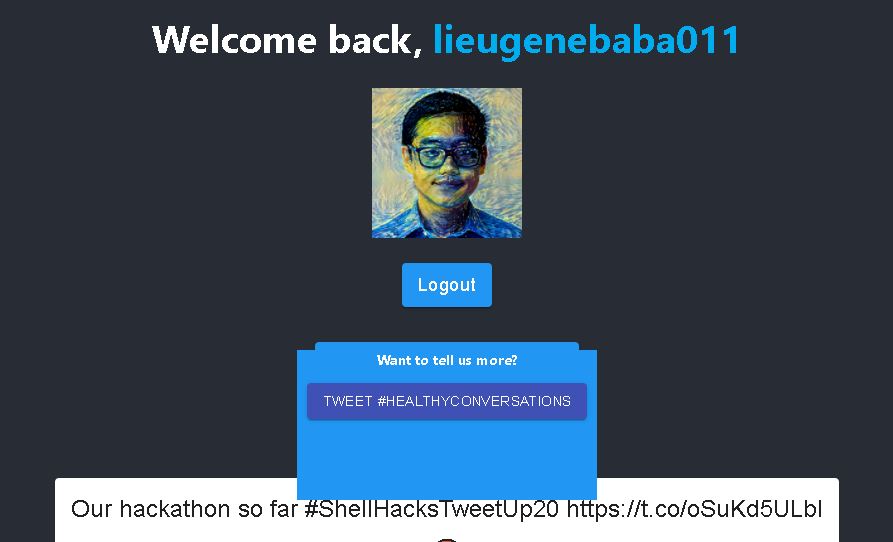 Welcome back, lieugenebaba011
Logout
Want to tell us more?
TWEET #HEALTHYCONVERSATIONS
Our hackathon so far #ShellHacksTweetUp20 https://t.co/oSuKd5ULbl